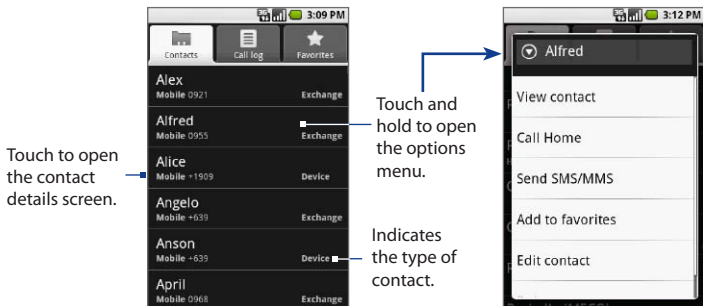 3G
3:09 PM
Contacts
Call log
Favorites
Alex
Mobile 0921 Exchange
Alfred
Mobile 0955 Exchange
Alice
Mobile +1909 Device
Angelo
Mobile +639 Exchange
Anson
Mobile +639 Device
April
Mobile 0968 Exchange
Touch to open
the contact
details screen.
Touch and
hold to open
the options
menu.
Indicates
the type of
contact.
3G
3:12 PM
Alfred
View contact
Call Home
Send SMS/MMS
Add to favorites
Edit contact